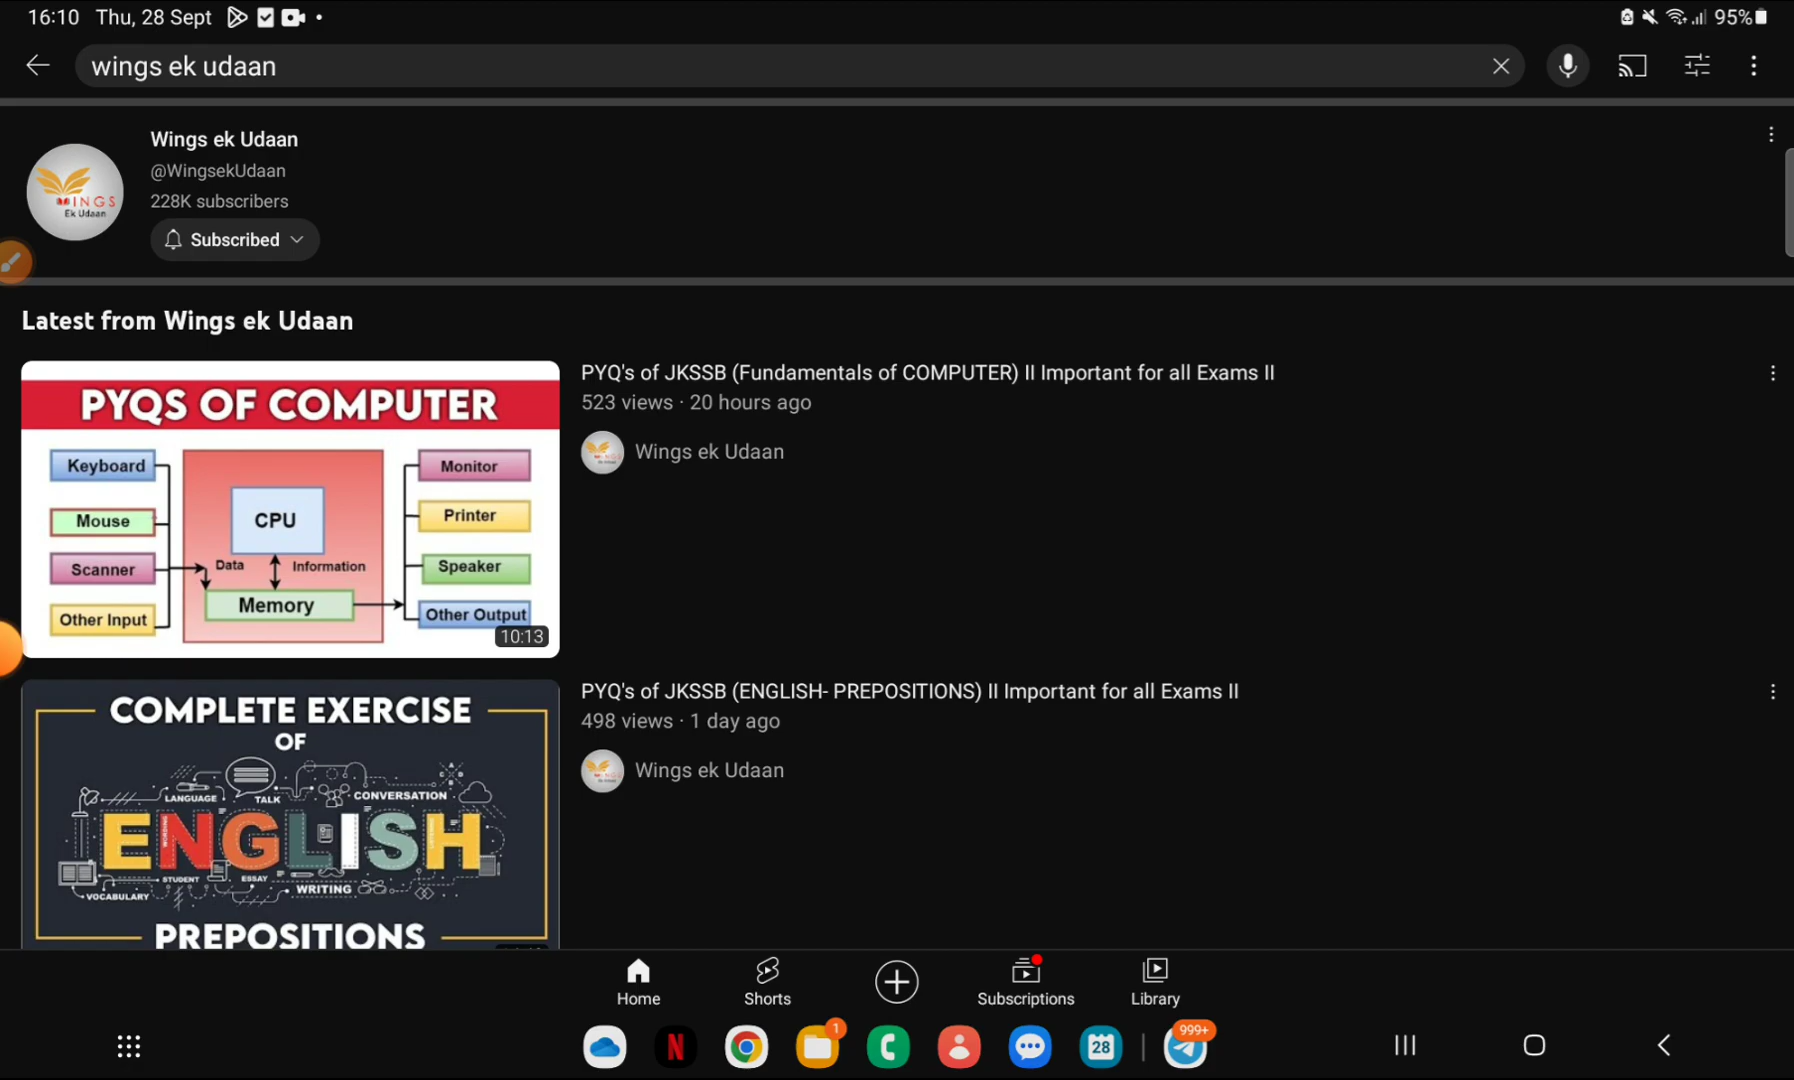 16:10 Thu, 28 Sept 95%
wings ek udaan
Wings ek Udaan
@WingsekUdaan
228K subscribers
Subscribed
WINGS
Ek Udaan
Latest from Wings ek Udaan
PYQS OF COMPUTER
Keyboard
Mouse
Scanner
Other Input
CPU
Data Information
Memory
Monitor
Printer
Speaker
Other Output
10:13
PYQ's of JKSSB (Fundamentals of COMPUTER) II Important for all Exams II
523 views · 20 hours ago
Wings ek Udaan
COMPLETE EXERCISE
OF
LANGUAGE TALK CONVERSATION
ENGLISH
STUDENT ESSAY
VOCABULARY WRITING
PREPOSITIONS
PYQ's of JKSSB (ENGLISH- PREPOSITIONS) II Important for all Exams II
498 views · 1 day ago
Wings ek Udaan
Home
Shorts
Subscriptions
Library
N
1
28
999+